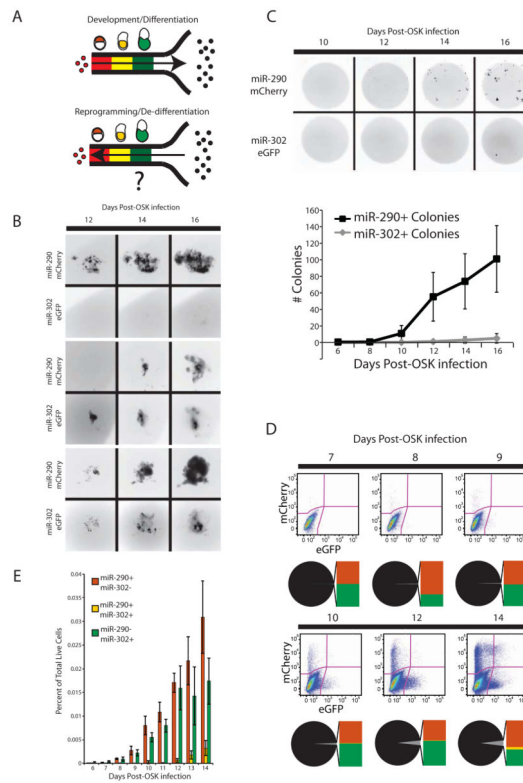 A
Development/Differentiation
Reprogramming/De-differentiation
?
B
Days Post-OSK infection
12 14 16
miR-290 mCherry
miR-302 eGFP
miR-290 mCherry
miR-302 eGFP
miR-290 mCherry
miR-302 eGFP
C
Days Post-OSK infection
10 12 14 16
miR-290 mCherry
miR-302 eGFP
miR-290+ Colonies
miR-302+ Colonies
# Colonies
160
140
120
100
80
60
40
20
0
6 8 10 12 14 16
Days Post-OSK infection
D
Days Post-OSK infection
7 8 9
mCherry
eGFP
10 12 14
mCherry
eGFP
E
Percent of Total Live Cells
0.04
0.035
0.03
0.025
0.02
0.015
0.01
0.005
0
miR-290+
miR-302-
miR-290+
miR-302+
miR-290-
miR-302+
6 7 8 9 10 11 12 13 14
Days Post-OSK infection